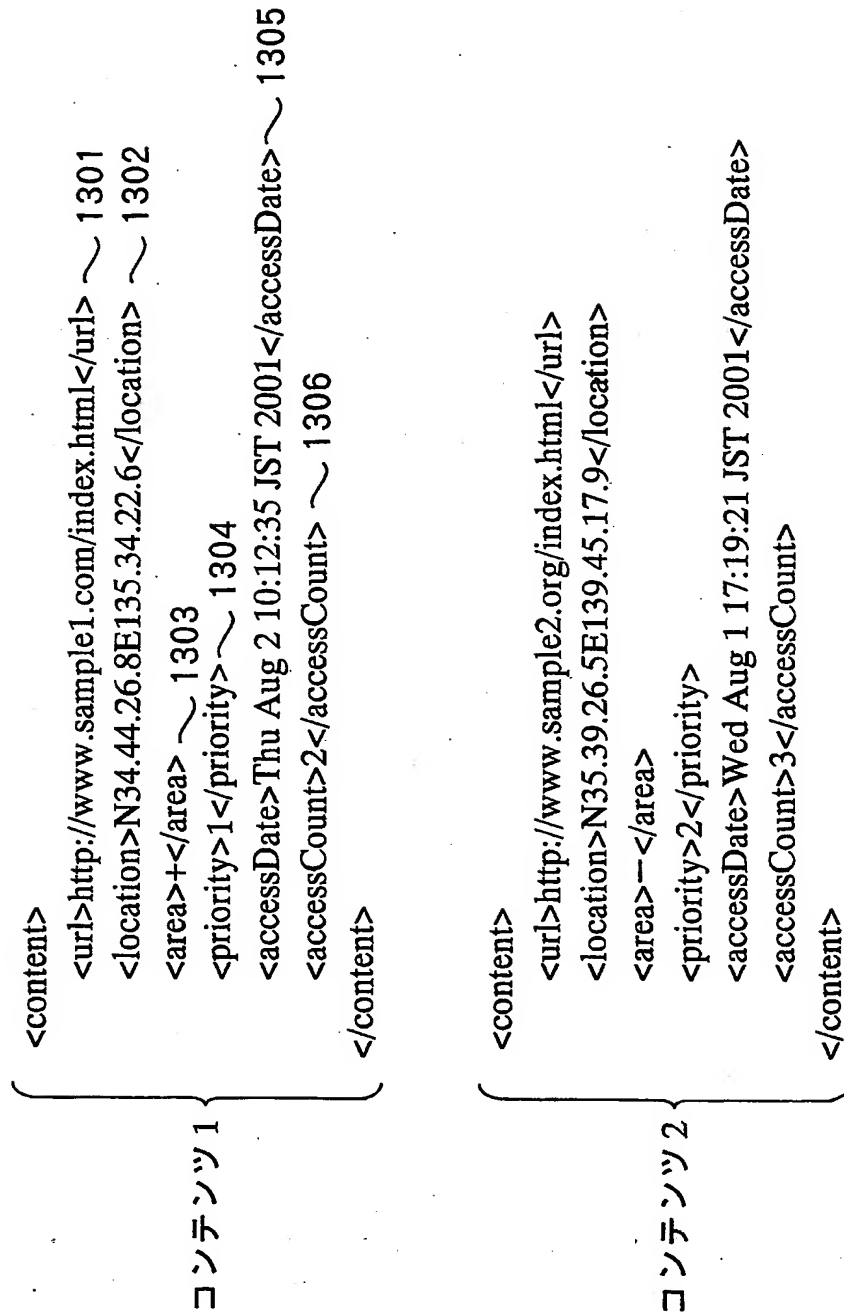 コンテンツ1
<content>
<url>http://www.sample1.com/index.html</url>～1301
<location>N34.44.26.8E135.34.22.6</location>～1302
<area>+</area>～1303
<priority>1</priority>～1304
<accessDate>Thu Aug 2 10:12:35 JST 2001</accessDate>～1305
<accessCount>2</accessCount>～1306
</content>
コンテンツ2
<content>
<url>http://www.sample2.org/index.html</url>
<location>N35.39.26.5E139.45.17.9</location>
<area>−</area>
<priority>2</priority>
<accessDate>Wed Aug 1 17:19:21 JST 2001</accessDate>
<accessCount>3</accessCount>
</content>